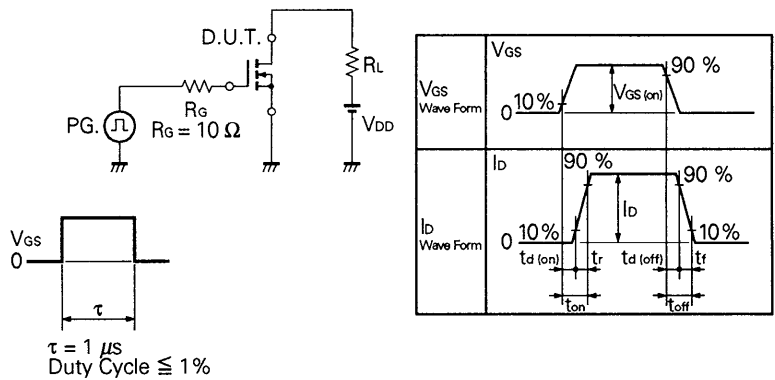 D.U.T.
RL
RG
PG.
RG = 10 Ω
VDD
VGS
0
τ
τ = 1 μs
Duty Cycle ≦ 1%
VGS
Wave Form
VGS
90 %
VGS (on)
10%
0
ID
Wave Form
ID
90 %
90 %
ID
0
10%
10%
td (on)
tr
td (off)
tf
ton
toff